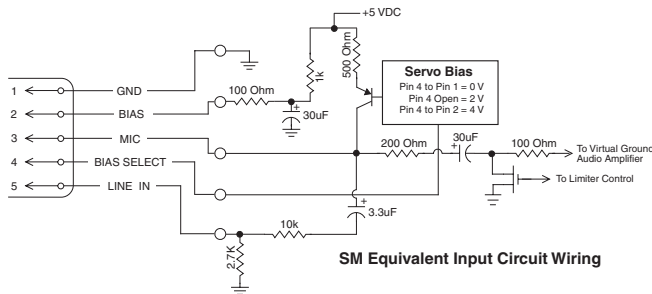 +5 VDC
500 Ohm
1k
Servo Bias
Pin 4 to Pin 1 = 0 V
Pin 4 Open = 2 V
Pin 4 to Pin 2 = 4 V
1 GND
100 Ohm
2 BIAS
+
30uF
3 MIC
200 Ohm
+
30uF
100 Ohm
To Virtual Ground
Audio Amplifier
4 BIAS SELECT
To Limiter Control
5 LINE IN
+
3.3uF
10k
2.7K
SM Equivalent Input Circuit Wiring